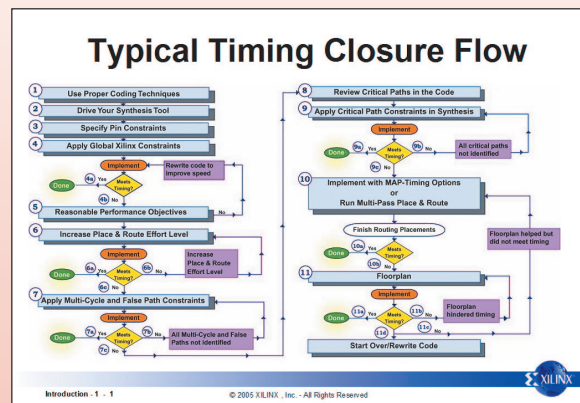 Typical Timing Closure Flow
1
Use Proper Coding Techniques
2
Drive Your Synthesis Tool
3
Specify Pin Constraints
4
Apply Global Xilinx Constraints
Implement
Rewrite code to
improve speed
Done
4a
Yes
Meets
Timing?
4b
No
5
Reasonable Performance Objectives
No
6
Increase Place & Route Effort Level
Implement
Increase
Place & Route
Effort Level
Done
6a
Yes
Meets
Timing?
6b
No
6c
No
7
Apply Multi-Cycle and False Path Constraints
Implement
Done
7a
Yes
Meets
Timing?
7b
No
All Multi-Cycle and False
Paths not identified
7c
No
8
Review Critical Paths in the Code
9
Apply Critical Path Constraints in Synthesis
Implement
Done
9a
Yes
Meets
Timing?
9b
No
All critical paths
not identified
9c
No
10
Implement with MAP-Timing Options
or
Run Multi-Pass Place & Route
Finish Routing Placements
Floorplan helped but
did not meet timing
Done
10a
Yes
Meets
Timing?
10b
No
11
Floorplan
Implement
Done
11a
Yes
Meets
Timing?
11b
No
Floorplan
hindered timing
11c
No
11d
Start Over/Rewrite Code
Introduction - 1 - 1
© 2005 XILINX , Inc. - All Rights Reserved
XILINX